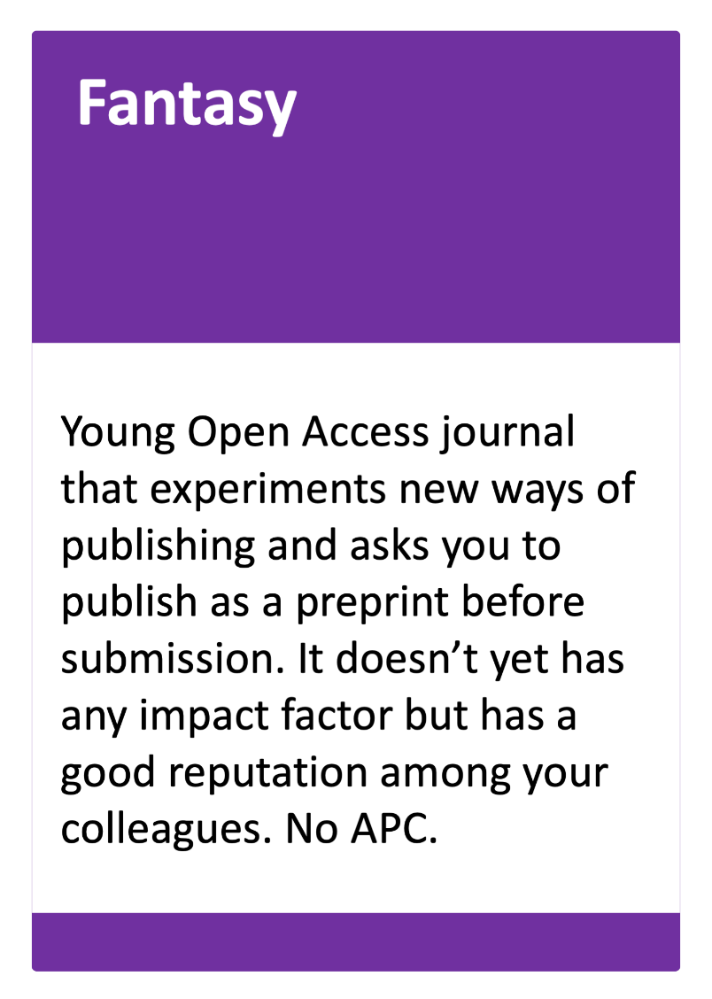 Fantasy
Young Open Access journal
that experiments new ways of
publishing and asks you to
publish as a preprint before
submission. It doesn’t yet has
any impact factor but has a
good reputation among your
colleagues. No APC.